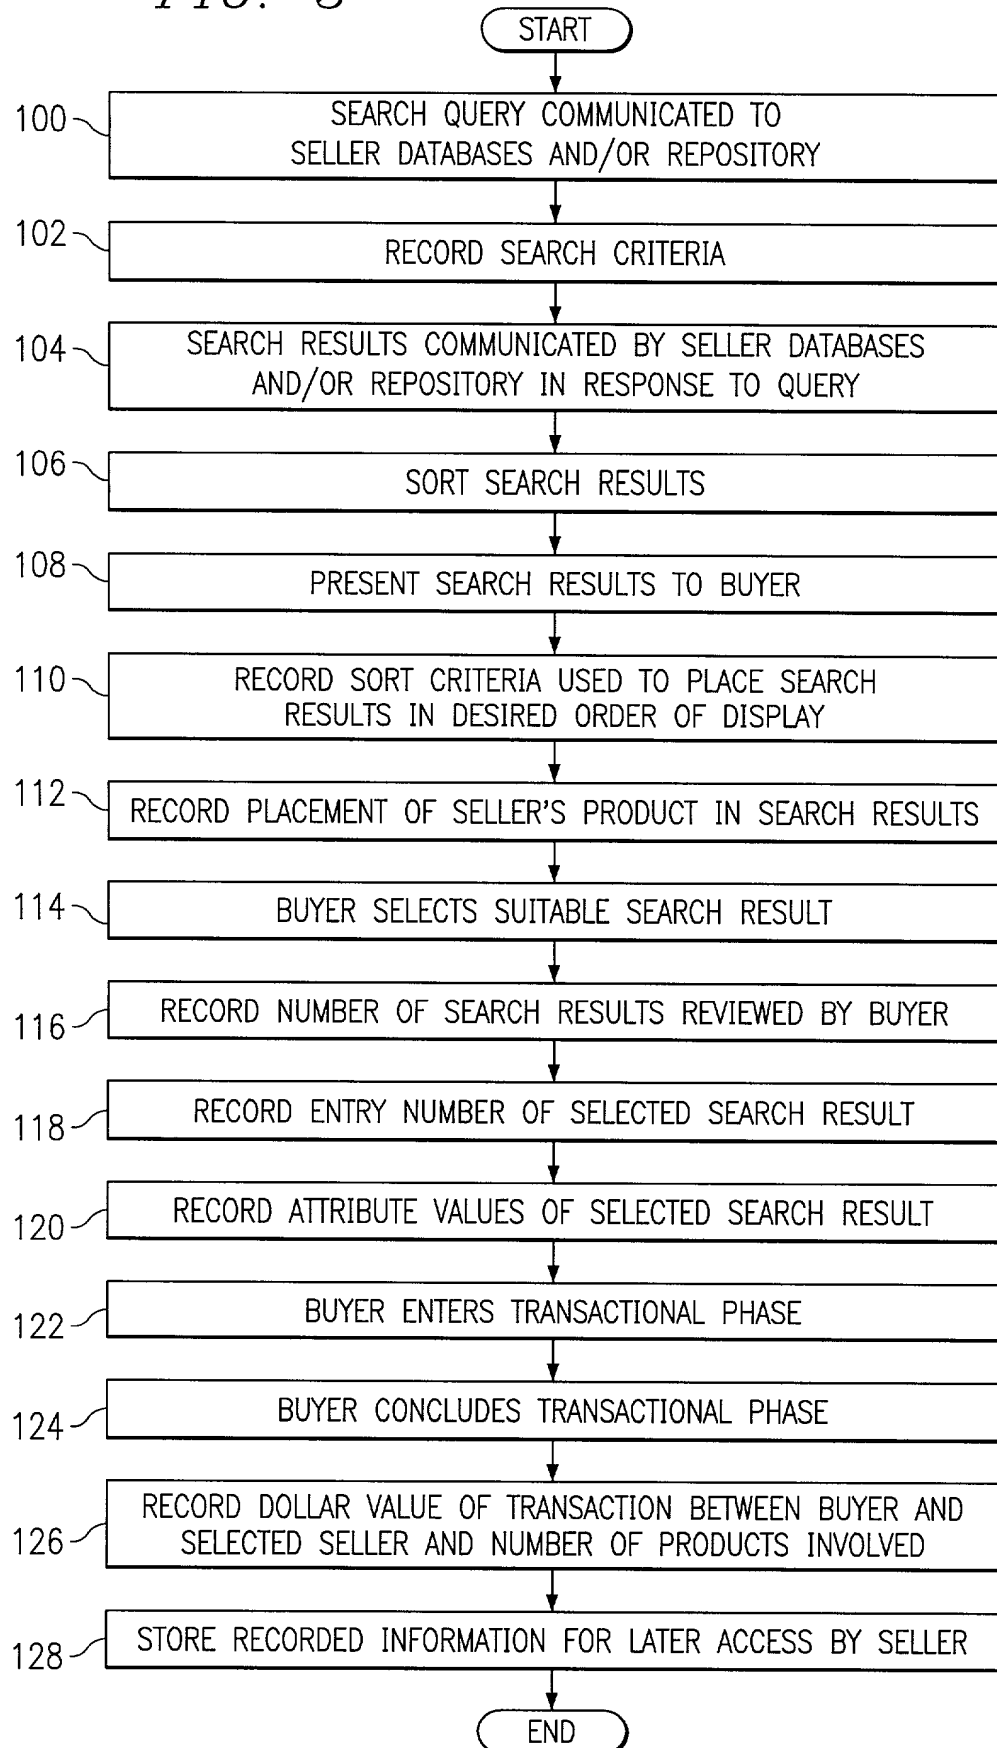 START
100
SEARCH QUERY COMMUNICATED TO
SELLER DATABASES AND/OR REPOSITORY
102
RECORD SEARCH CRITERIA
104
SEARCH RESULTS COMMUNICATED BY SELLER DATABASES
AND/OR REPOSITORY IN RESPONSE TO QUERY
106
SORT SEARCH RESULTS
108
PRESENT SEARCH RESULTS TO BUYER
110
RECORD SORT CRITERIA USED TO PLACE SEARCH
RESULTS IN DESIRED ORDER OF DISPLAY
112
RECORD PLACEMENT OF SELLER'S PRODUCT IN SEARCH RESULTS
114
BUYER SELECTS SUITABLE SEARCH RESULT
116
RECORD NUMBER OF SEARCH RESULTS REVIEWED BY BUYER
118
RECORD ENTRY NUMBER OF SELECTED SEARCH RESULT
120
RECORD ATTRIBUTE VALUES OF SELECTED SEARCH RESULT
122
BUYER ENTERS TRANSACTIONAL PHASE
124
BUYER CONCLUDES TRANSACTIONAL PHASE
126
RECORD DOLLAR VALUE OF TRANSACTION BETWEEN BUYER AND
SELECTED SELLER AND NUMBER OF PRODUCTS INVOLVED
128
STORE RECORDED INFORMATION FOR LATER ACCESS BY SELLER
END